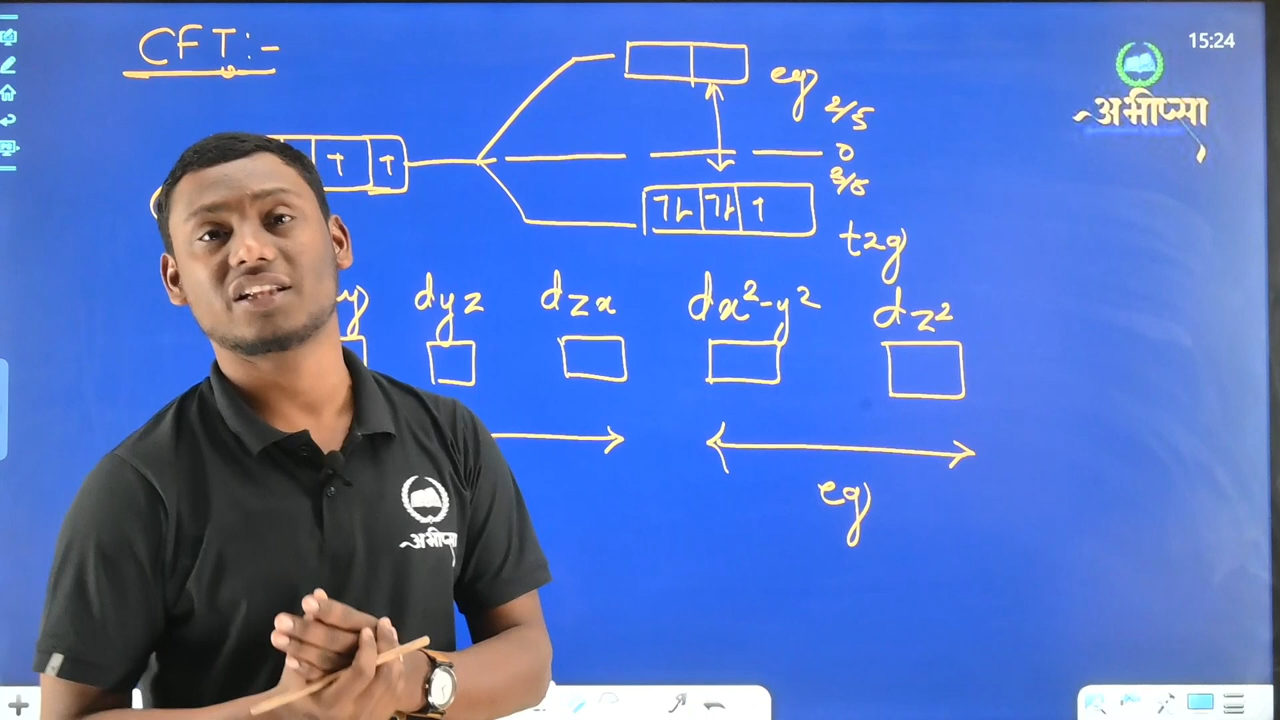 CFT:-
15:24
अभीप्सा
eg
2/5
0
3/5
t2g
dyz
dzx
dx²-y²
dz²
अभीप्सा
eg